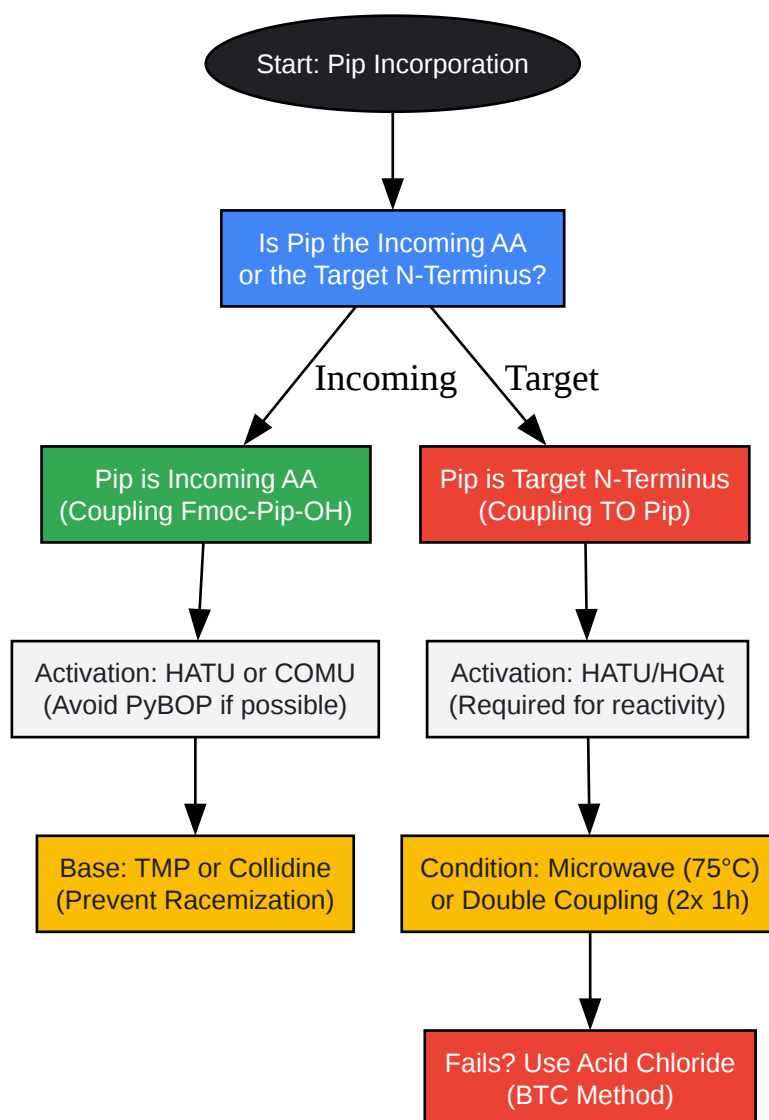 Start: Pip Incorporation
Is Pip the Incoming AA
or the Target N-Terminus?
Incoming
Target
Pip is Incoming AA
(Coupling Fmoc-Pip-OH)
Pip is Target N-Terminus
(Coupling TO Pip)
Activation: HATU or COMU
(Avoid PyBOP if possible)
Activation: HATU/HOAt
(Required for reactivity)
Base: TMP or Collidine
(Prevent Racemization)
Condition: Microwave (75°C)
or Double Coupling (2x 1h)
Fails? Use Acid Chloride
(BTC Method)